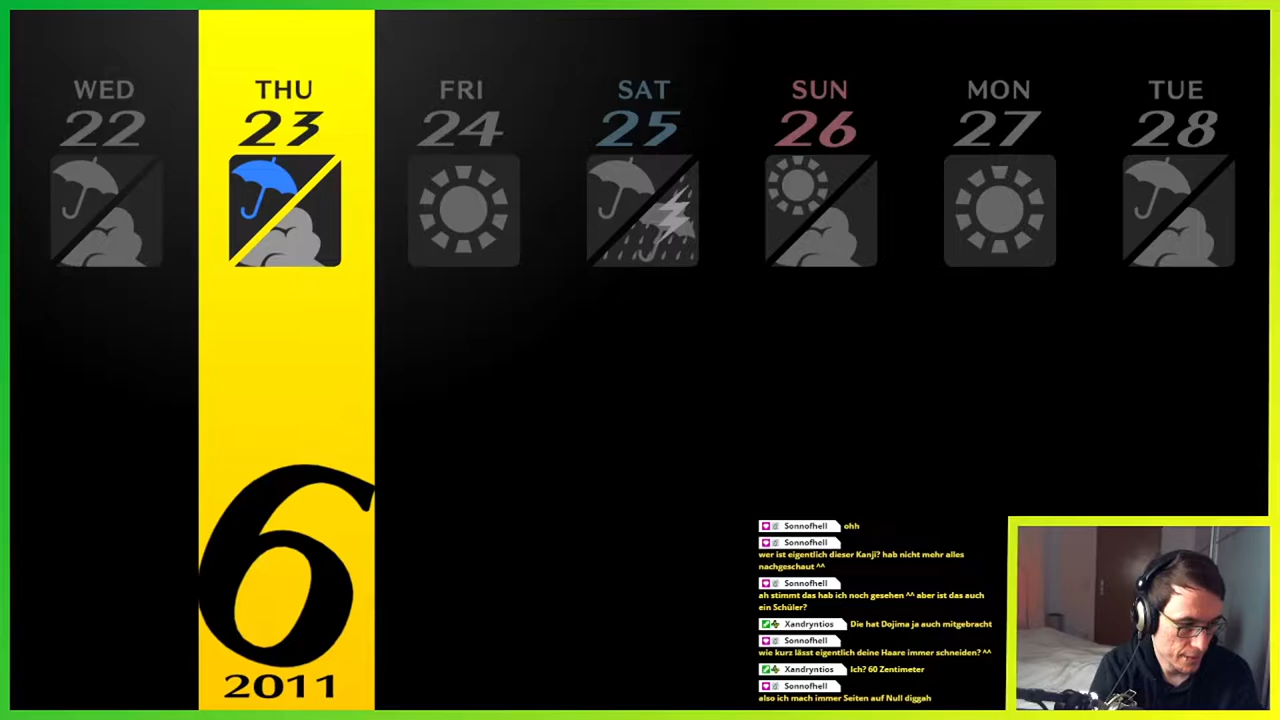 WED THU FRI SAT SUN MON TUE
22 23 24 25 26 27 28
6
2011
Sonnofhell ohh
Sonnofhell
wer ist eigentlich dieser Kanji? hab nicht mehr alles
nachgeschaut ^^
Sonnofhell
ah stimmt das hab ich noch gesehen ^^ aber ist das auch
ein Schüler?
Xandryntios Die hat Dojima ja auch mitgebracht
Sonnofhell
wie kurz lässt eigentlich deine Haare immer schneiden? ^^
Xandryntios Ich? 60 Zentimeter
Sonnofhell
also ich mach immer Seiten auf Null diggah